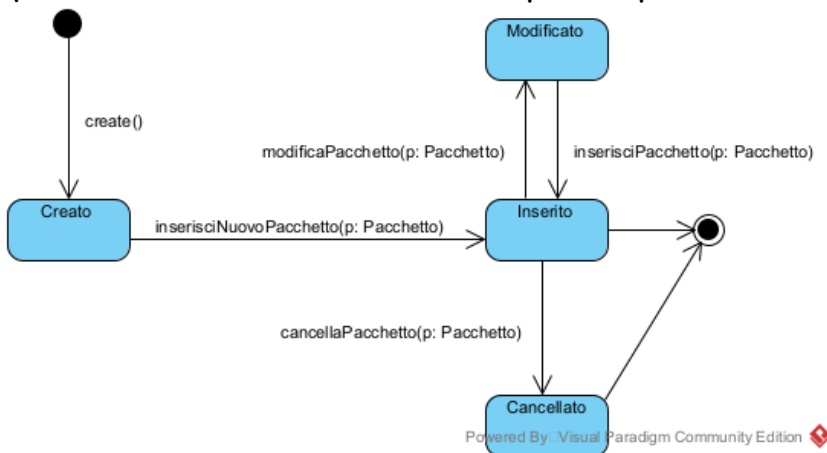 Modificato
create()
modificaPacchetto(p: Pacchetto)
inserisciPacchetto(p: Pacchetto)
Creato
inserisciNuovoPacchetto(p: Pacchetto)
Inserito
cancellaPacchetto(p: Pacchetto)
Cancellato
Powered By Visual Paradigm Community Edition